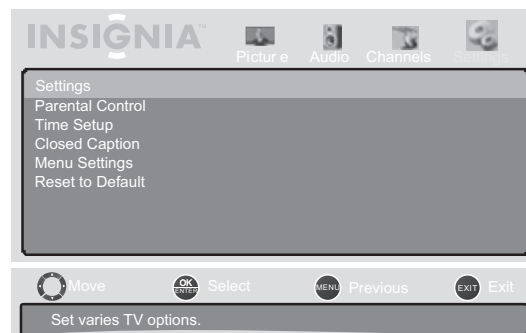 INSIGNIA™
Pictur e Audio Channels Settings
Settings
Parental Control
Time Setup
Closed Caption
Menu Settings
Reset to Default
Move OK ENTER Select MENU Previous EXIT Exit
Set varies TV options.